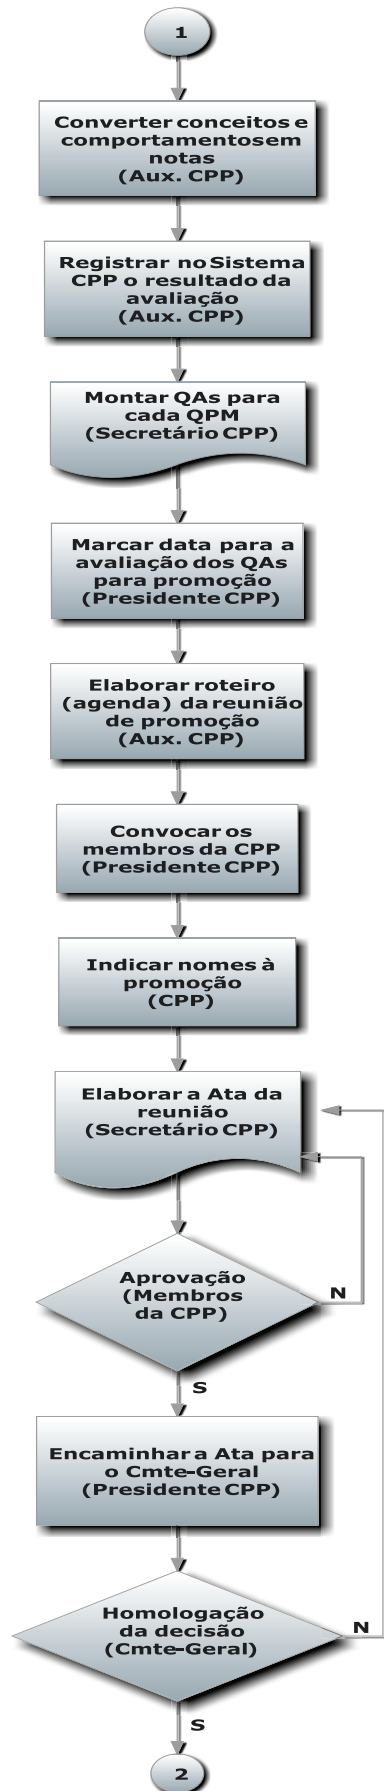 1
Converter conceitos e
comportamentos em
notas
(Aux. CPP)
Registrar no Sistema
CPP o resultado da
avaliação
(Aux. CPP)
Montar QAs para
cada QPM
(Secretário CPP)
Marcar data para a
avaliação dos QAs
para promoção
(Presidente CPP)
Elaborar roteiro
(agenda) da reunião
de promoção
(Aux. CPP)
Convocar os
membros da CPP
(Presidente CPP)
Indicar nomes à
promoção
(CPP)
Elaborar a Ata da
reunião
(Secretário CPP)
Aprovação
(Membros
da CPP)
N
S
Encaminhar a Ata para
o Cmte-Geral
(Presidente CPP)
Homologação
da decisão
(Cmte-Geral)
N
S
2